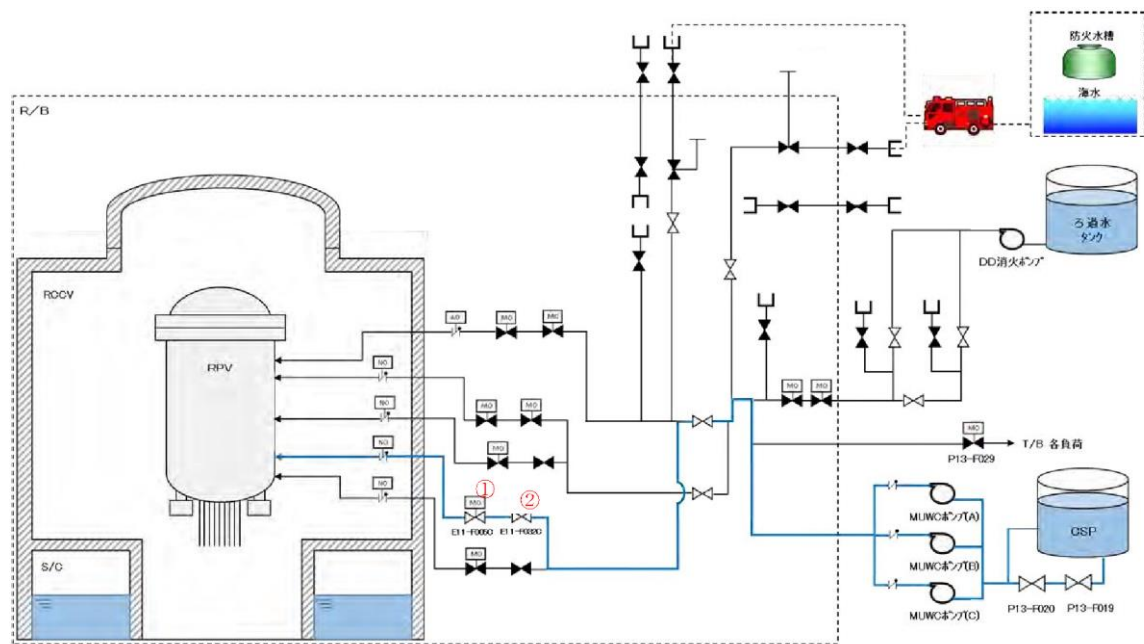 防火水槽
海水
R/B
ろ過水
タンク
DD消火ポンプ
RCCV
AO
MO
MO
RPV
NO
MO
MO
NO
MO
NO
MO
MO
T/B 各負荷
P13-F029
①
②
MO
E11-F005C
E11-F032C
NO
MO
MUWCポンプ(A)
MUWCポンプ(B)
MUWCポンプ(C)
CSP
P13-F020
P13-F019
S/C